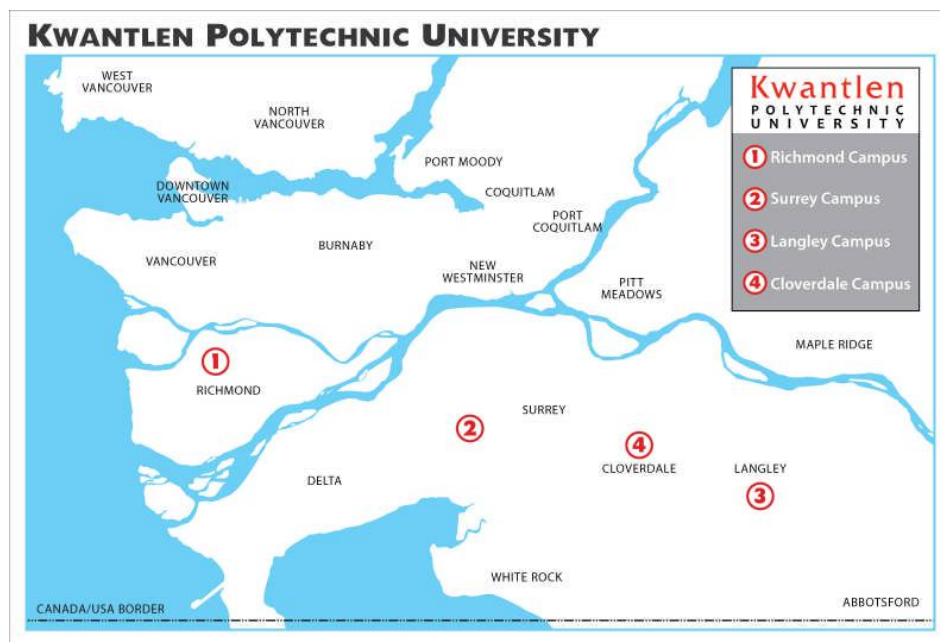 KWANTLEN POLYTECHNIC UNIVERSITY
WEST
VANCOUVER
NORTH
VANCOUVER
Kwantlen
POLYTECHNIC
UNIVERSITY
1 Richmond Campus
2 Surrey Campus
3 Langley Campus
4 Cloverdale Campus
PORT MOODY
DOWNTOWN
VANCOUVER
COQUITLAM
PORT
COQUITLAM
VANCOUVER
BURNABY
NEW
WESTMINSTER
PITT
MEADOWS
MAPLE RIDGE
1
RICHMOND
SURREY
2
4
CLOVERDALE
LANGLEY
3
DELTA
WHITE ROCK
ABBOTSFORD
CANADA/USA BORDER